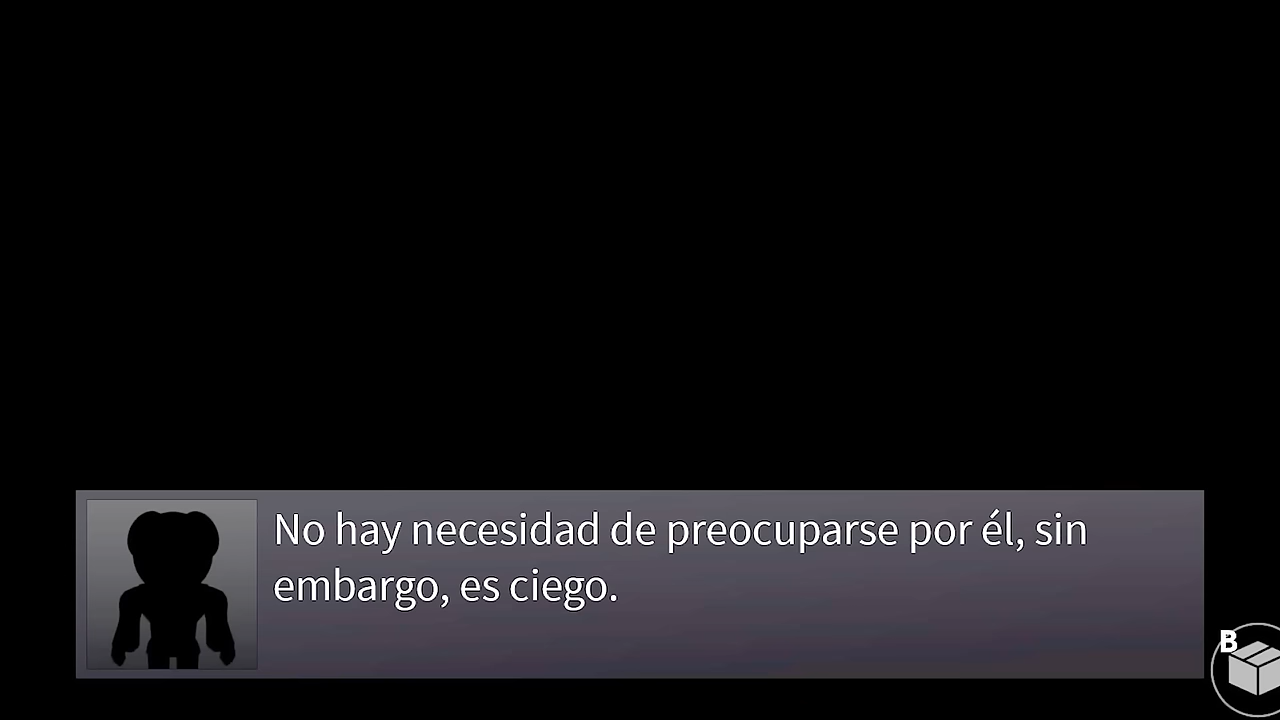 No hay necesidad de preocuparse por él, sin
embargo, es ciego.
B